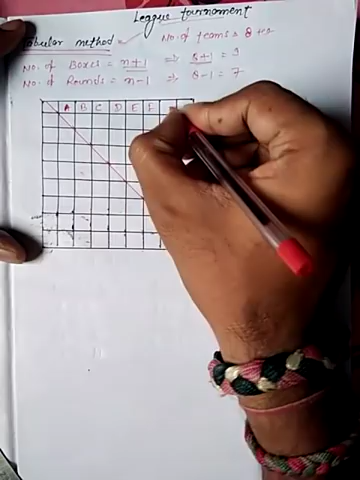 League tournament
Tabular method No. of teams = 8
No. of Boxes = n+1 ⇒ 8+1 = 9
No. of Rounds = n-1 ⇒ 8-1 = 7
A B C D E F